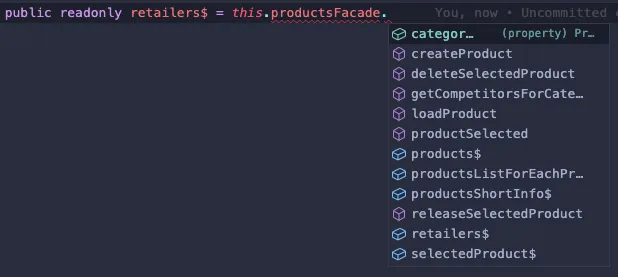 public readonly retailers$ = this.productsFacade. You, now • Uncommitted
categor… (property) Pr…
createProduct
deleteSelectedProduct
getCompetitorsForCate…
loadProduct
productSelected
products$
productsListForEachPr…
productsShortInfo$
releaseSelectedProduct
retailers$
selectedProduct$